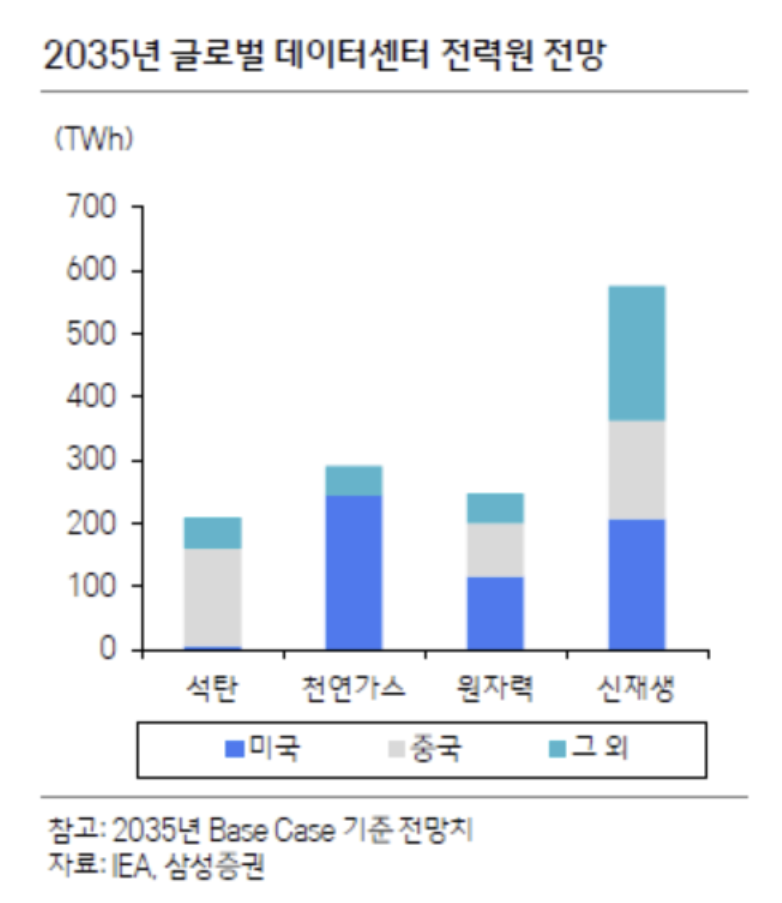 2035년 글로벌 데이터센터 전력원 전망
(TWh)
700
600
500
400
300
200
100
0
석탄 천연가스 원자력 신재생
미국 중국 그 외
참고: 2035년 Base Case 기준 전망치
자료: IEA, 삼성증권